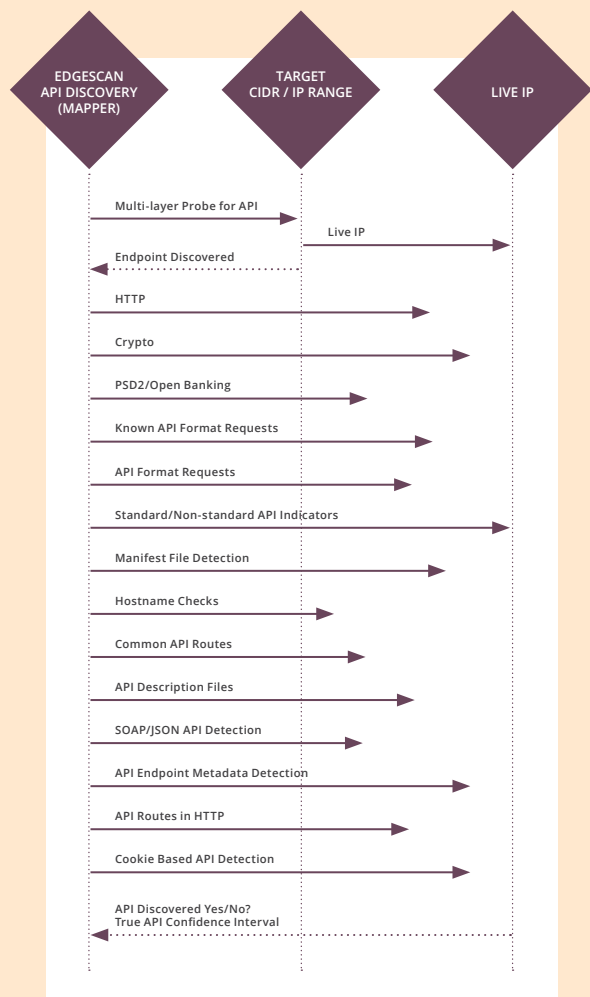 EDGESCAN
API DISCOVERY
(MAPPER)
TARGET
CIDR / IP RANGE
LIVE IP
Multi-layer Probe for API
Live IP
Endpoint Discovered
HTTP
Crypto
PSD2/Open Banking
Known API Format Requests
API Format Requests
Standard/Non-standard API Indicators
Manifest File Detection
Hostname Checks
Common API Routes
API Description Files
SOAP/JSON API Detection
API Endpoint Metadata Detection
API Routes in HTTP
Cookie Based API Detection
API Discovered Yes/No?
True API Confidence Interval